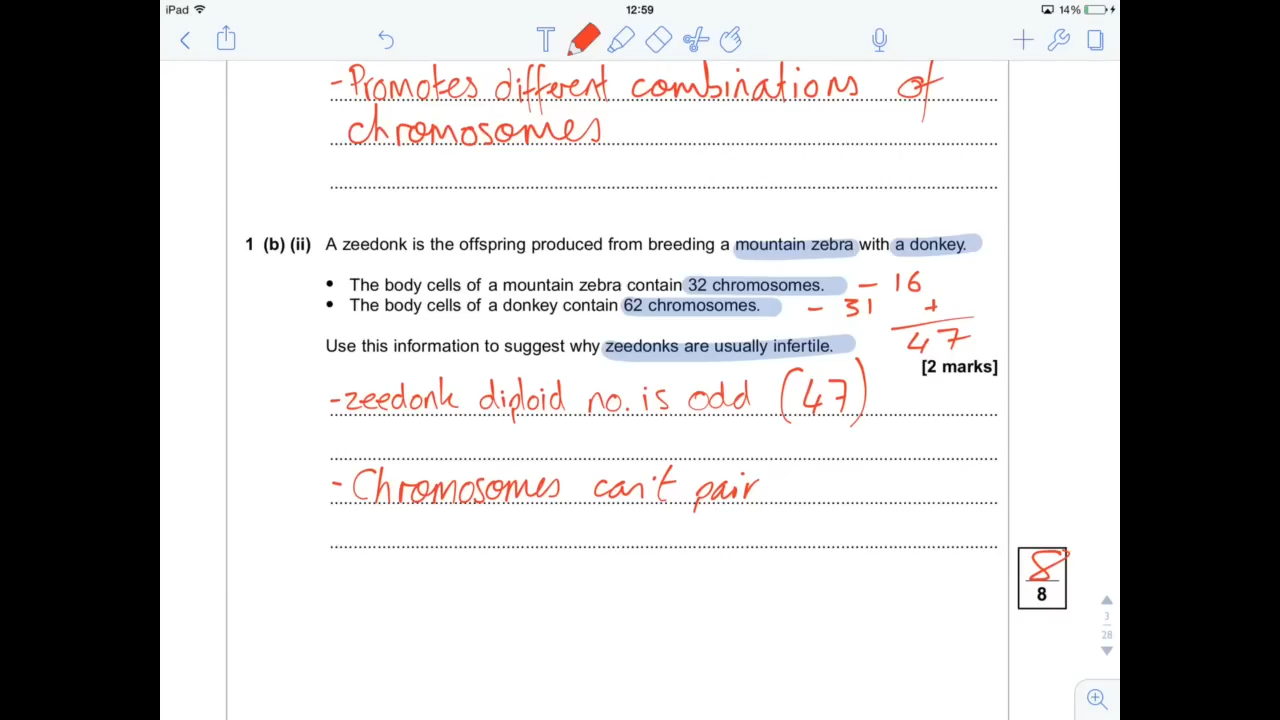 iPad
12:59
14%
- Promotes different combinations of
chromosomes
1 (b) (ii) A zeedonk is the offspring produced from breeding a mountain zebra with a donkey.
• The body cells of a mountain zebra contain 32 chromosomes. - 16
• The body cells of a donkey contain 62 chromosomes. - 31 +
47
Use this information to suggest why zeedonks are usually infertile.
[2 marks]
- zeedonk diploid no. is odd (47)
- Chromosomes can't pair
8
8
3
28